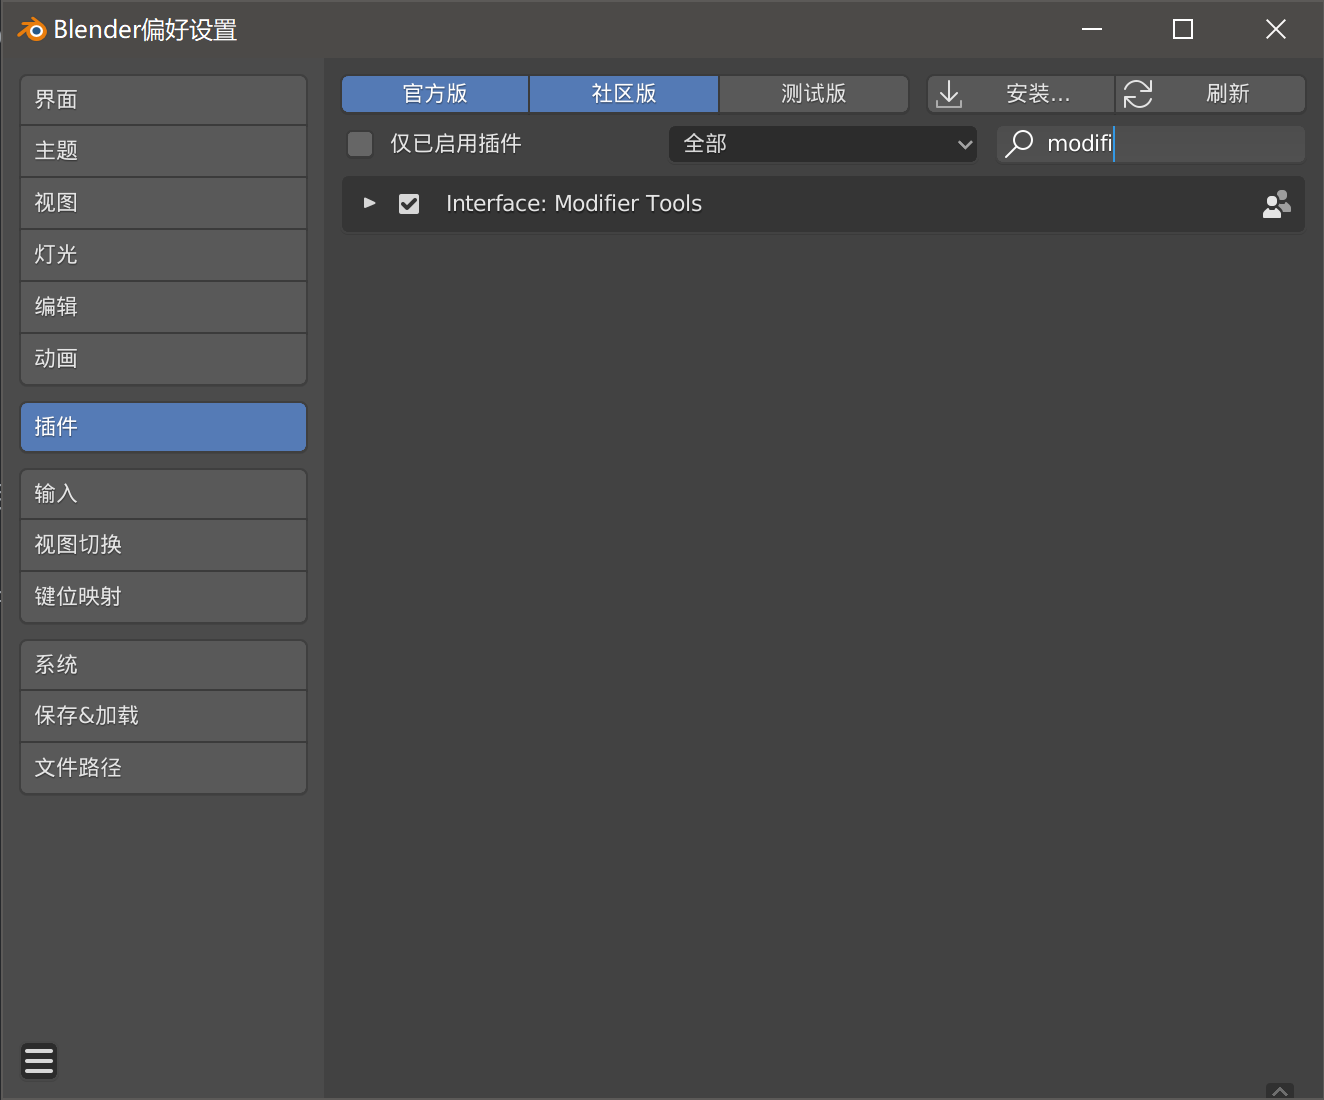 Blender偏好设置
界面
主题
视图
灯光
编辑
动画
插件
输入
视图切换
键位映射
系统
保存&加载
文件路径
官方版 社区版 测试版 安装... 刷新
仅已启用插件 全部 modifi
Interface: Modifier Tools